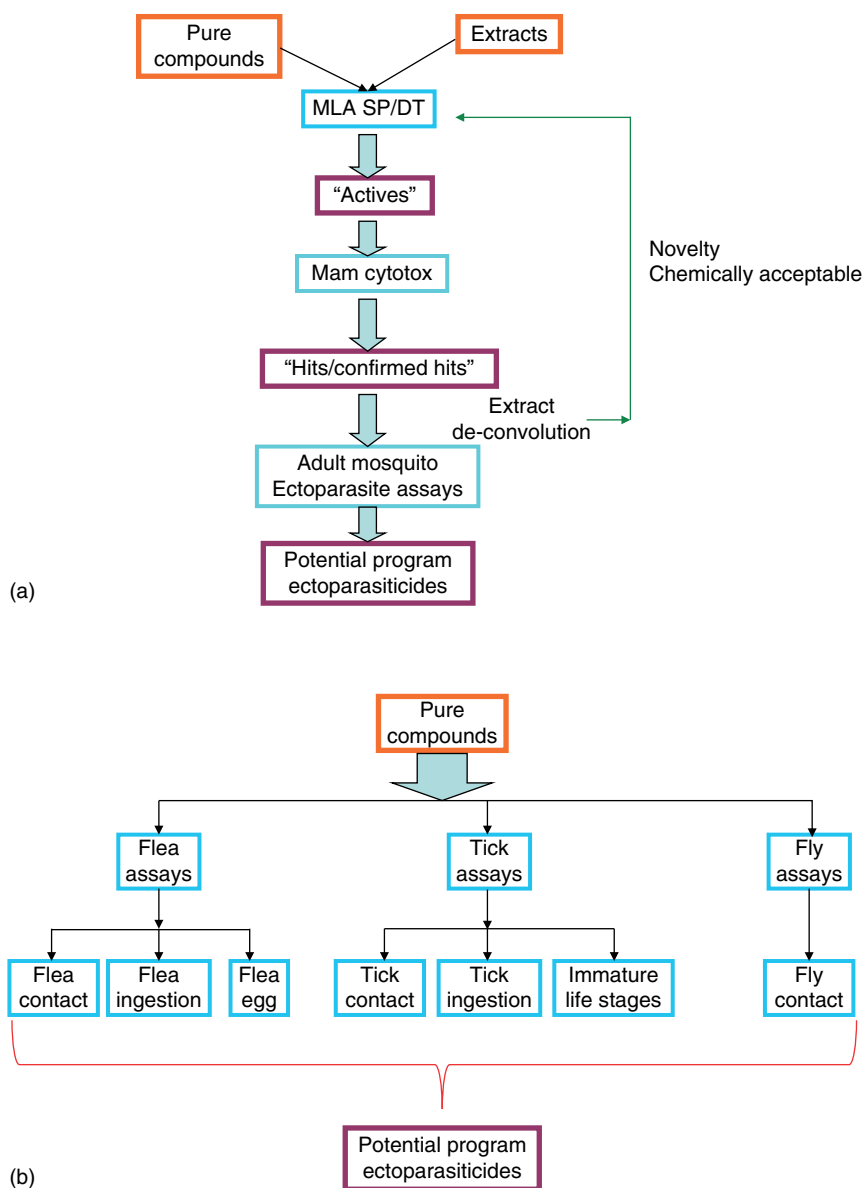 Pure
compounds
Extracts
MLA SP/DT
“Actives”
Mam cytotox
Novelty
Chemically acceptable
“Hits/confirmed hits”
Extract
de-convolution
Adult mosquito
Ectoparasite assays
Potential program
ectoparasiticides
(a)
Pure
compounds
Flea
assays
Tick
assays
Fly
assays
Flea
contact
Flea
ingestion
Flea
egg
Tick
contact
Tick
ingestion
Immature
life stages
Fly
contact
Potential program
ectoparasiticides
(b)